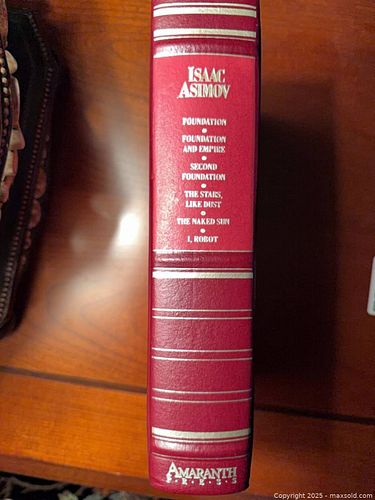 ISAAC
ASIMOV
FOUNDATION
FOUNDATION
AND EMPIRE
SECOND
FOUNDATION
THE STARS,
LIKE DUST
THE NAKED SUN
I, ROBOT
AMARANTH
P·R·E·S·S
Copyright 2025 - maxsold.com